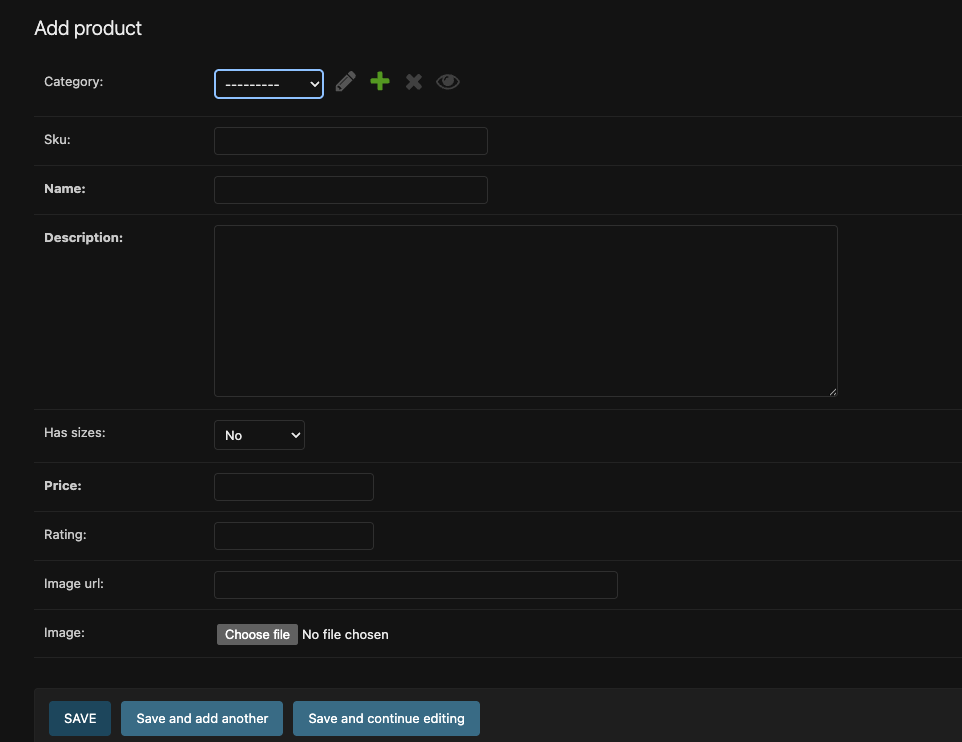 Add product
Category: ---------
Sku:
Name:
Description:
Has sizes: No
Price:
Rating:
Image url:
Image: Choose file No file chosen
SAVE Save and add another Save and continue editing